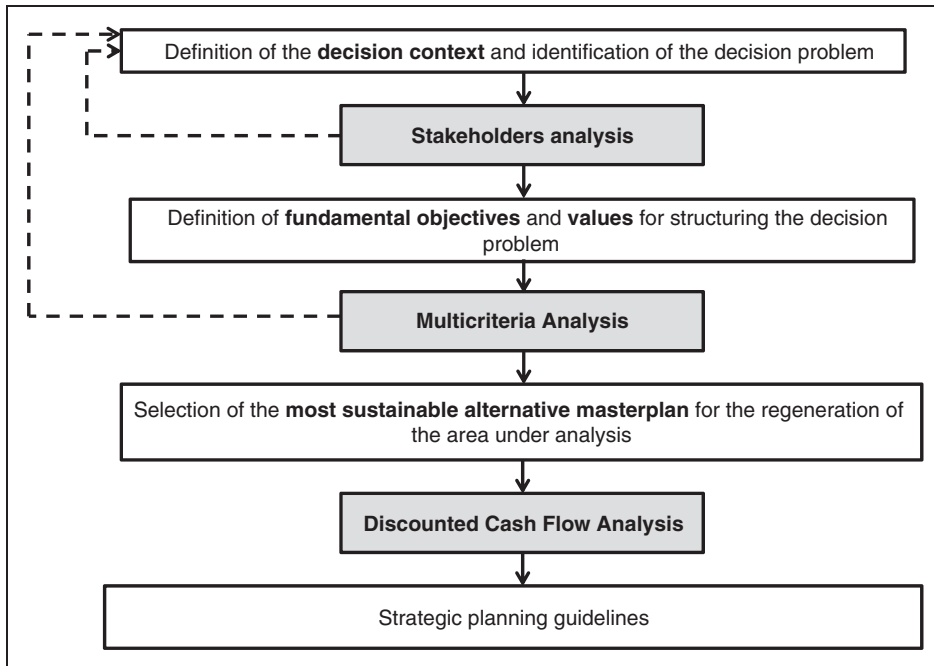 Definition of the decision context and identification of the decision problem
Stakeholders analysis
Definition of fundamental objectives and values for structuring the decision
problem
Multicriteria Analysis
Selection of the most sustainable alternative masterplan for the regeneration of
the area under analysis
Discounted Cash Flow Analysis
Strategic planning guidelines